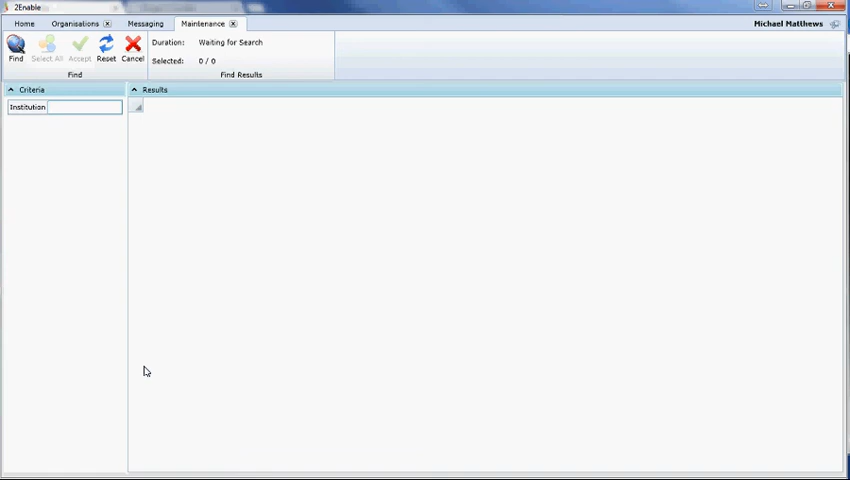 2Enable
Home Organisations Messaging Maintenance Michael Matthews
Find Select All Accept Reset Cancel Duration: Waiting for Search
Selected: 0 / 0
Find Find Results
Criteria Results
Institution